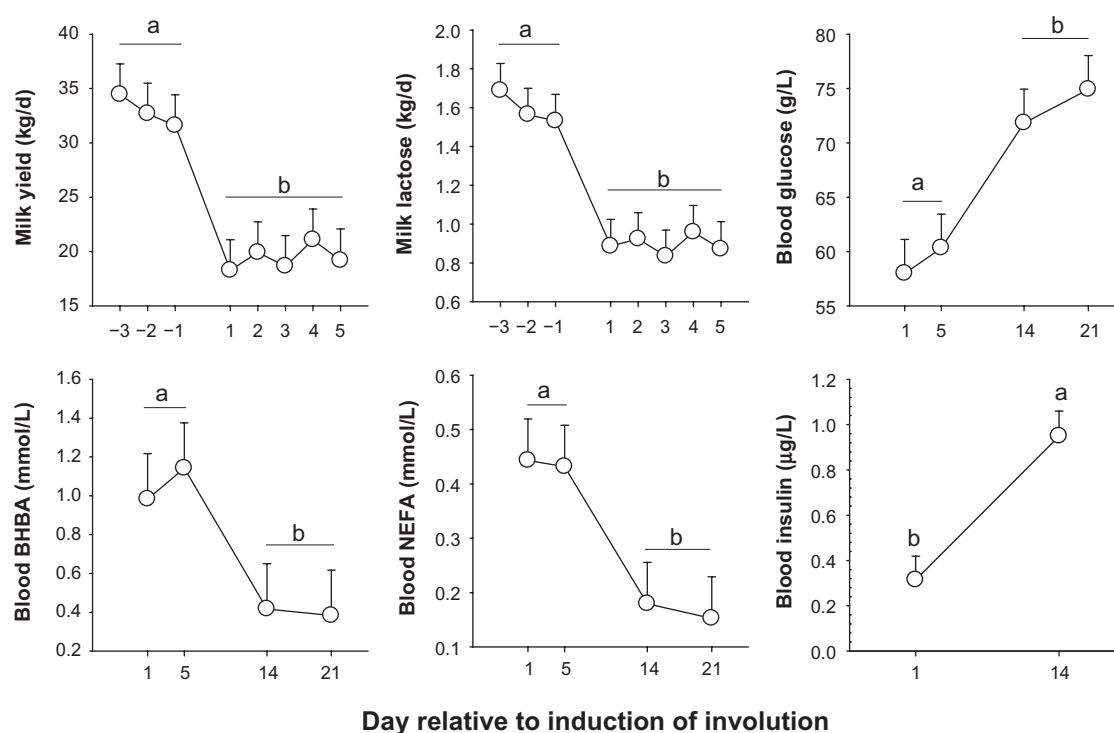 Milk yield (kg/d)
40
35
30
25
20
15
a
b
−3 −2 −1 1 2 3 4 5
Milk lactose (kg/d)
2.0
1.8
1.6
1.4
1.2
1.0
0.8
0.6
a
b
−3 −2 −1 1 2 3 4 5
Blood glucose (g/L)
80
75
70
65
60
55
a
b
1 5 14 21
Blood BHBA (mmol/L)
1.6
1.4
1.2
1.0
0.8
0.6
0.4
0.2
a
b
1 5 14 21
Blood NEFA (mmol/L)
0.6
0.5
0.4
0.3
0.2
0.1
a
b
1 5 14 21
Blood insulin (µg/L)
1.2
1.0
0.8
0.6
0.4
0.2
0.0
b
a
1 14
Day relative to induction of involution